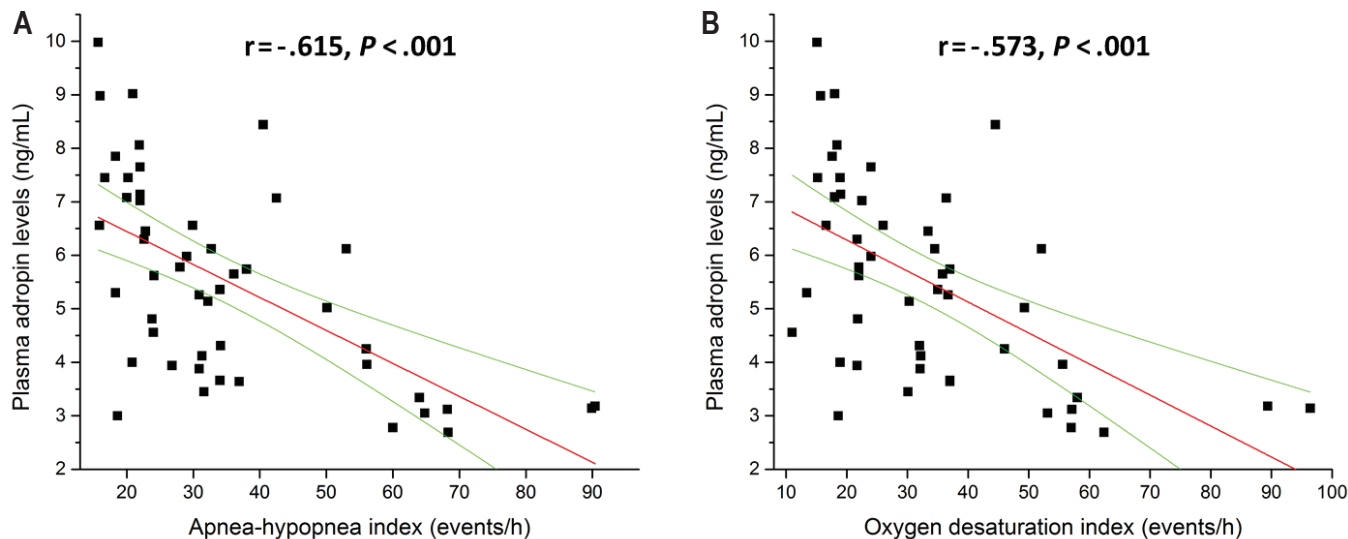 A
r=-.615, P<.001
Plasma adropin levels (ng/mL)
10
9
8
7
6
5
4
3
2
20 30 40 50 60 70 80 90
Apnea-hypopnea index (events/h)
B
r=-.573, P<.001
Plasma adropin levels (ng/mL)
10
9
8
7
6
5
4
3
2
10 20 30 40 50 60 70 80 90 100
Oxygen desaturation index (events/h)